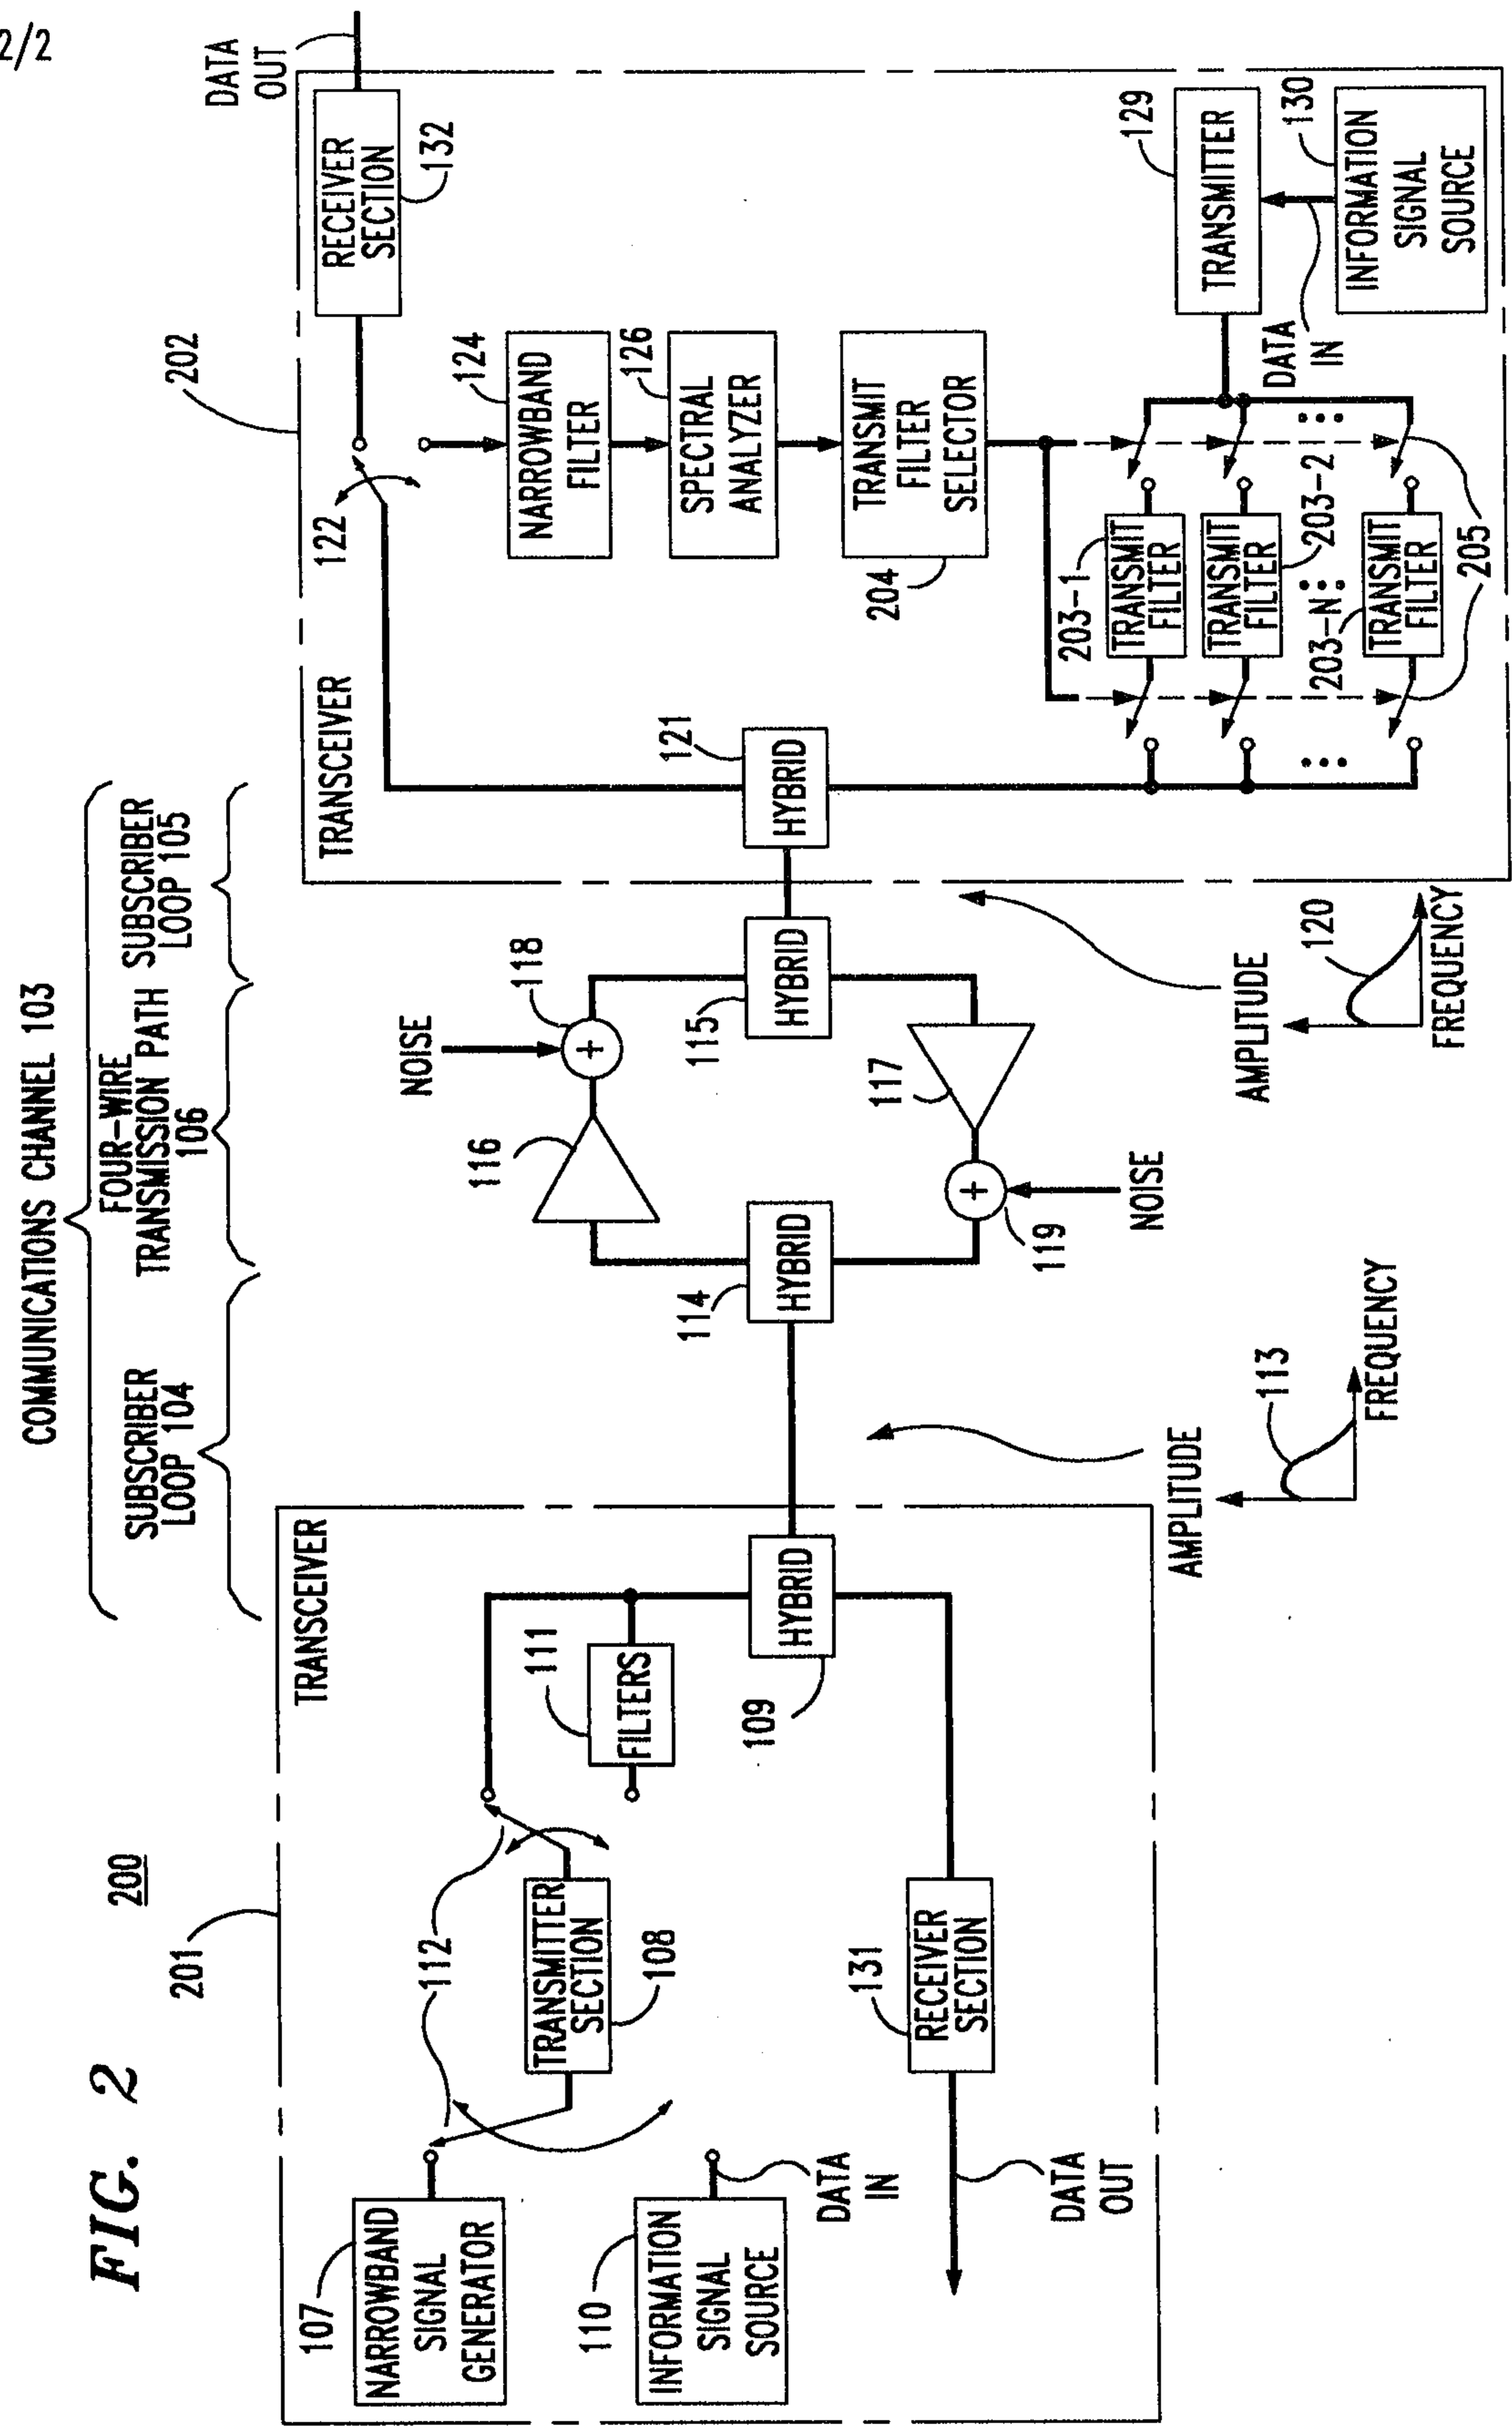 2/2
FIG. 2
200
COMMUNICATIONS CHANNEL 103
SUBSCRIBER
LOOP 104
FOUR-WIRE
TRANSMISSION PATH
106
SUBSCRIBER
LOOP 105
201
TRANSCEIVER
107
NARROWBAND
SIGNAL
GENERATOR
112
TRANSMITTER
SECTION
108
111
FILTERS
110
INFORMATION
SIGNAL
SOURCE
DATA
IN
109
HYBRID
131
RECEIVER
SECTION
DATA
OUT
AMPLITUDE
113
FREQUENCY
114
HYBRID
116
NOISE
118
+
115
HYBRID
117
+
119
NOISE
AMPLITUDE
120
FREQUENCY
202
TRANSCEIVER
121
HYBRID
122
RECEIVER
SECTION
132
DATA
OUT
124
NARROWBAND
FILTER
126
SPECTRAL
ANALYZER
204
TRANSMIT
FILTER
SELECTOR
203-1
TRANSMIT
FILTER
TRANSMIT
FILTER
203-2
203-N
TRANSMIT
FILTER
205
129
TRANSMITTER
DATA
IN
130
INFORMATION
SIGNAL
SOURCE